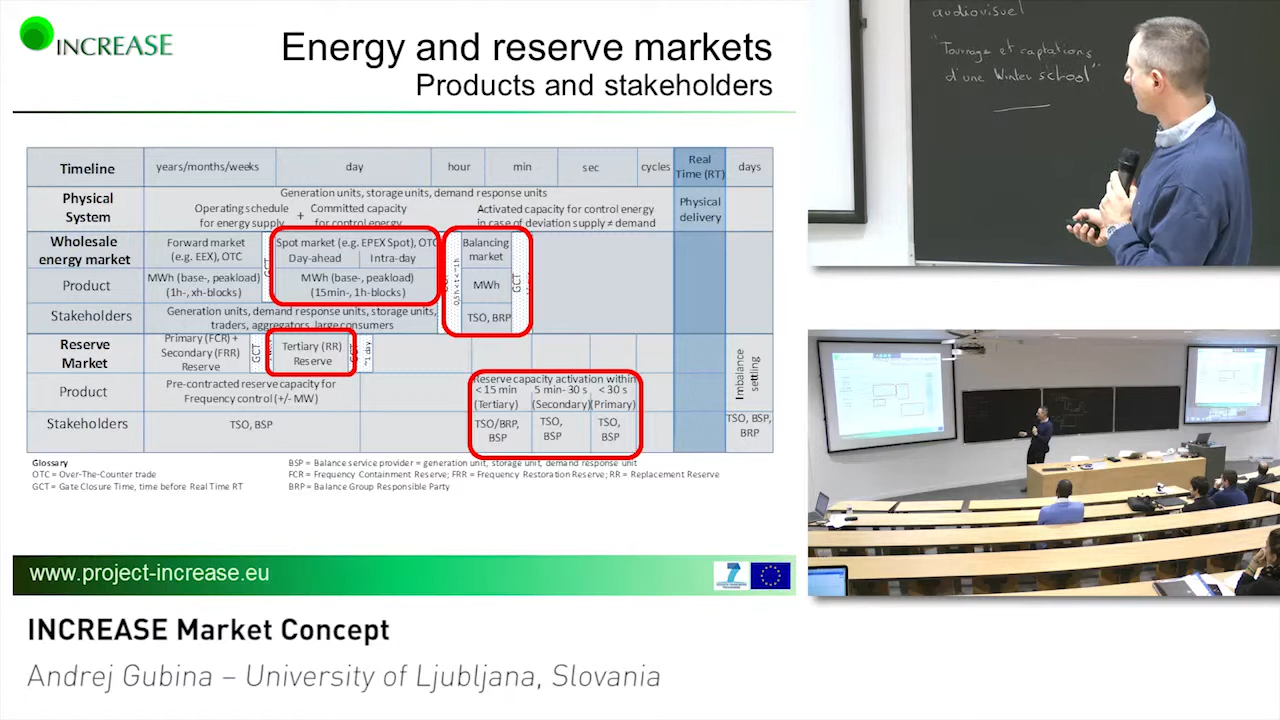 INCREASE
Energy and reserve markets
Products and stakeholders
Timeline
years/months/weeks
day
hour
min
sec
cycles
Real
Time (RT)
days
Physical
System
Generation units, storage units, demand response units
Operating schedule
for energy supply
+
Committed capacity
for control energy
Activated capacity for control energy
in case of deviation supply ≠ demand
Physical
delivery
Wholesale
energy market
Forward market
(e.g. EEX), OTC
GCT
Spot market (e.g. EPEX Spot), OTC
Day-ahead
Intra-day
Balancing
market
GCT
Product
MWh (base-, peakload)
(1h-, xh-blocks)
MWh (base-, peakload)
(15min-, 1h-blocks)
MWh
Stakeholders
Generation units, demand response units, storage units,
traders, aggregators, large consumers
TSO, BRP
Reserve
Market
Primary (FCR) +
Secondary (FRR)
Reserve
GCT
Tertiary (RR)
Reserve
~1 day
Imbalance
settling
Product
Pre-contracted reserve capacity for
Frequency control (+/- MW)
Reserve capacity activation within
< 15 min
(Tertiary)
5 min- 30 s
(Secondary)
< 30 s
(Primary)
Stakeholders
TSO, BSP
TSO/BRP,
BSP
TSO,
BSP
TSO,
BSP
TSO, BSP,
BRP
Glossary
OTC = Over-The-Counter trade
GCT = Gate Closure Time, time before Real Time RT
BSP = Balance service provider = generation unit, storage unit, demand response unit
FCR = Frequency Containment Reserve; FRR = Frequency Restoration Reserve; RR = Replacement Reserve
BRP = Balance Group Responsible Party
www.project-increase.eu
INCREASE Market Concept
Andrej Gubina – University of Ljubljana, Slovenia
audiovisuel
"Tournage et captations
d'une Winter school"